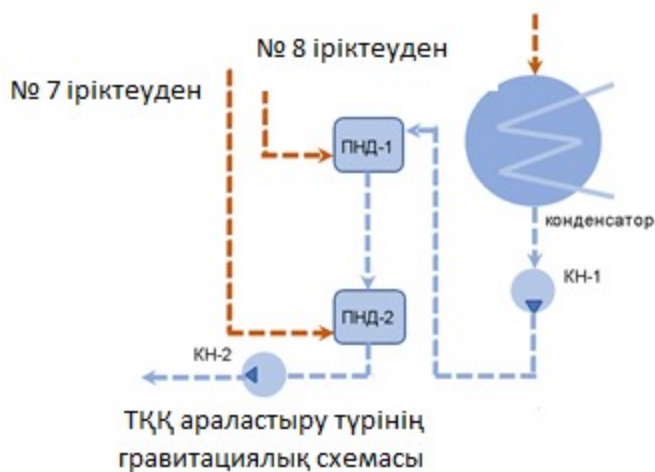 № 8 іріктеуден
№ 7 іріктеуден
ПНД-1
конденсатор
КН-1
ПНД-2
КН-2
ТҚҚ араластыру түрінің
гравитациялық схемасы